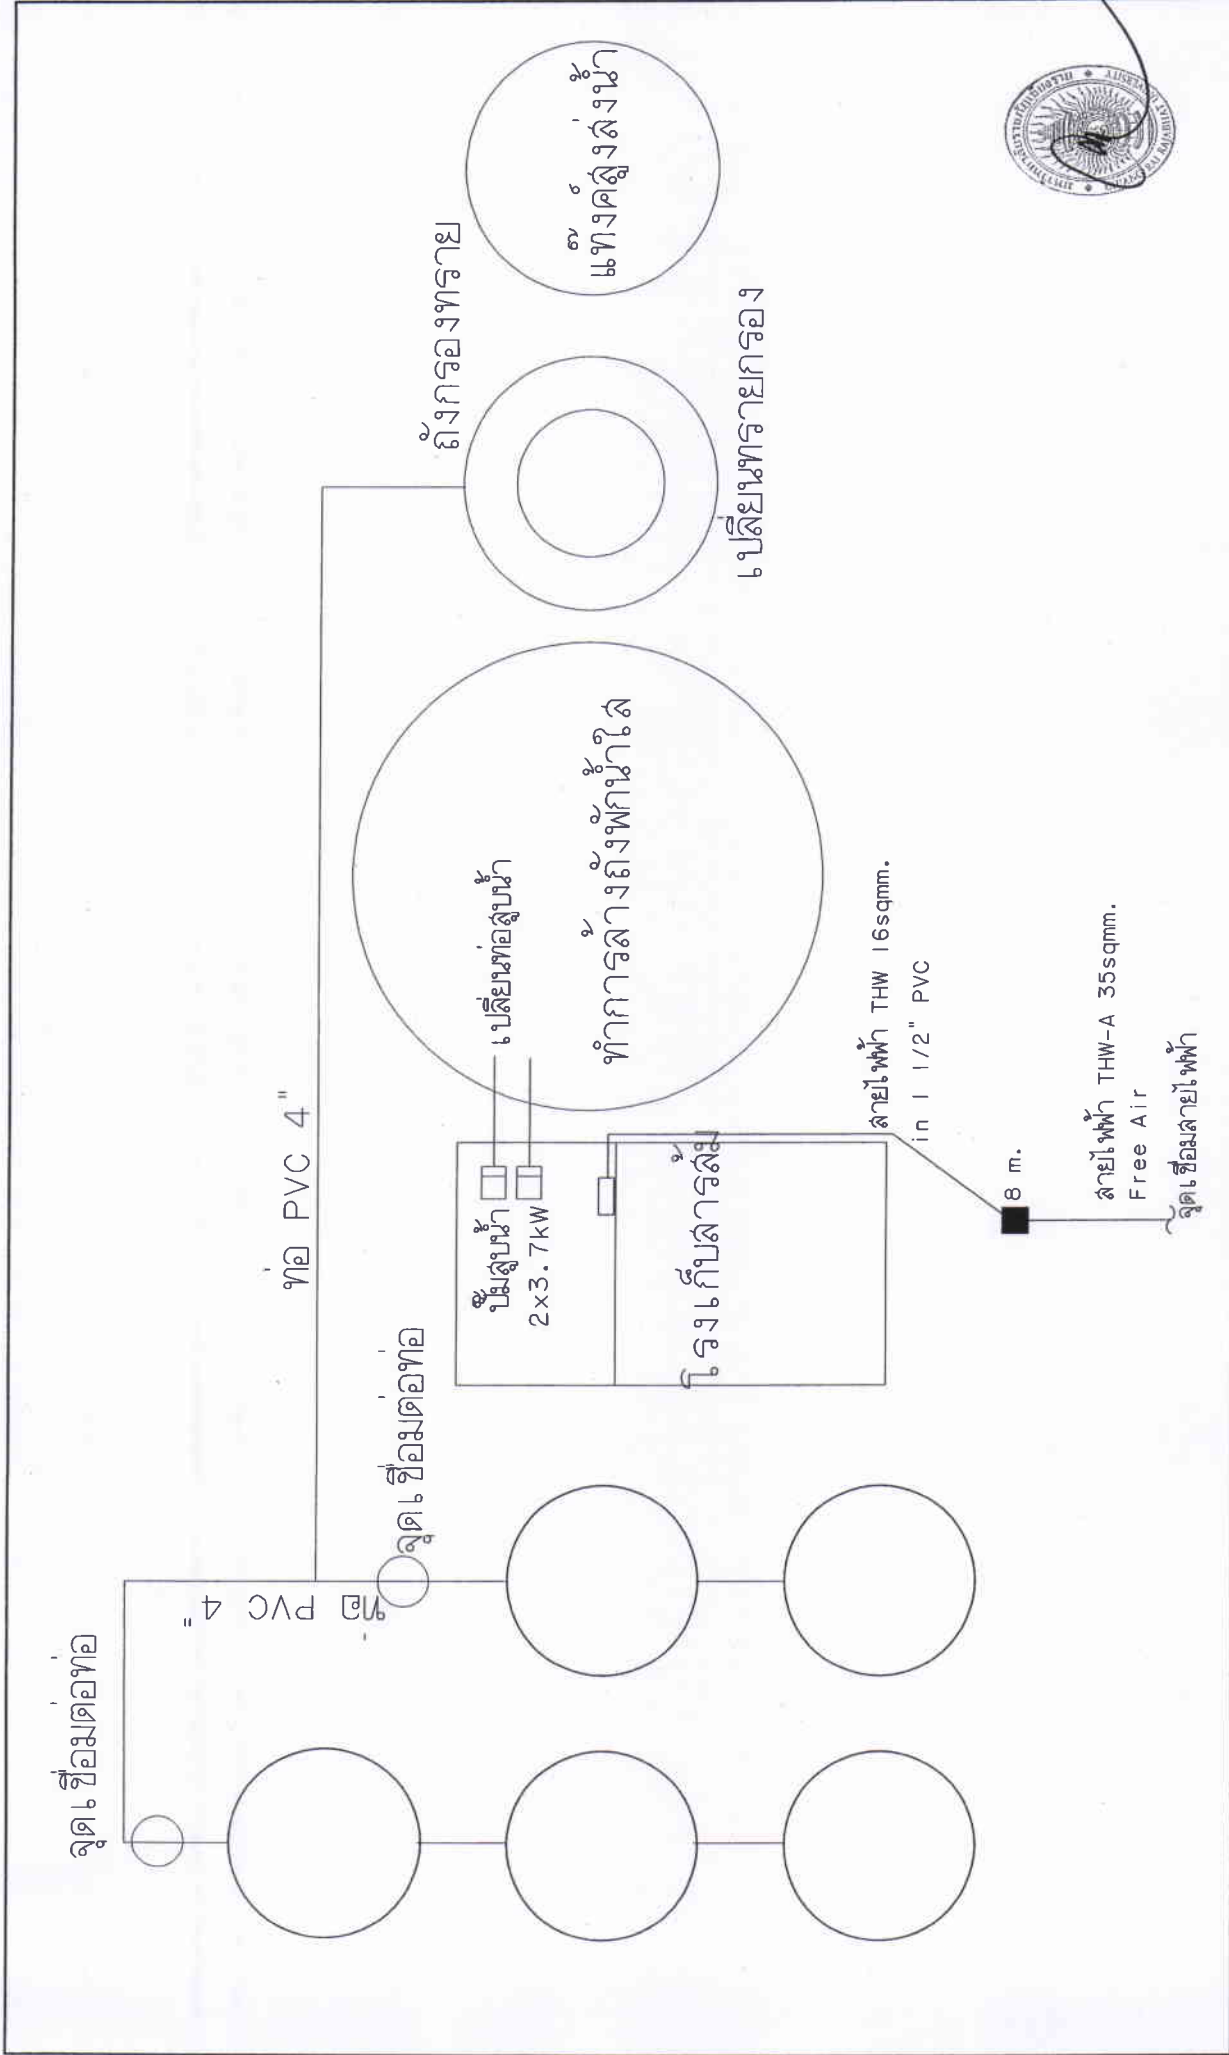 จุดเชื่อมต่อท่อ
ท่อ PVC 4"
ท่อ PVC 4"
จุดเชื่อมต่อท่อ
ถังกรองทราย
แท๊งค์สูงส่งน้ำ
เปลี่ยนทรายกรอง
เปลี่ยนท่อสูบน้ำ
ปั๊มสูบน้ำ
2x3.7kW
ทำการล้างถังพักน้ำใส
โรงเก็บสารส้ม
สายไฟฟ้า THW 16sqmm.
in 1 1/2" PVC
8 m.
สายไฟฟ้า THW-A 35sqmm.
Free Air
จุดเชื่อมสายไฟฟ้า